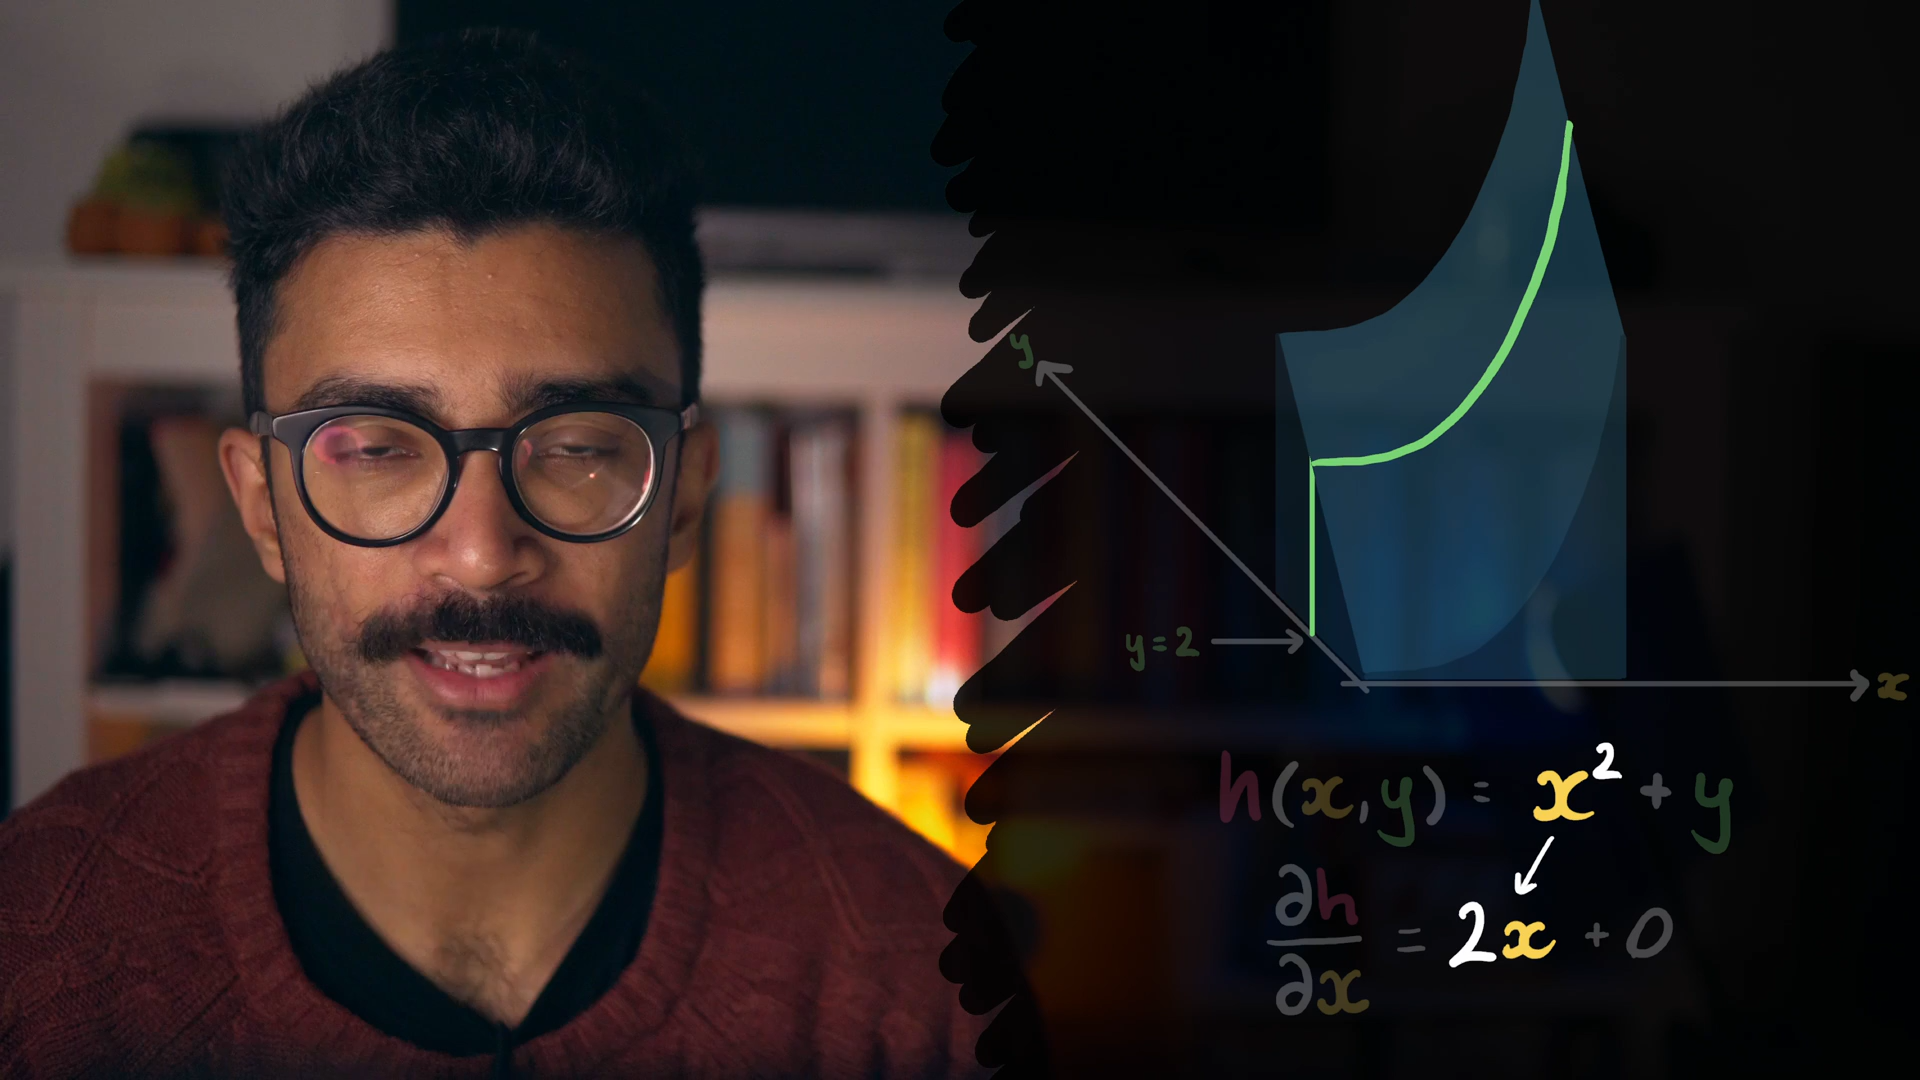 y
y=2
x
h(x,y) = x² + y
∂h/∂x = 2x + 0